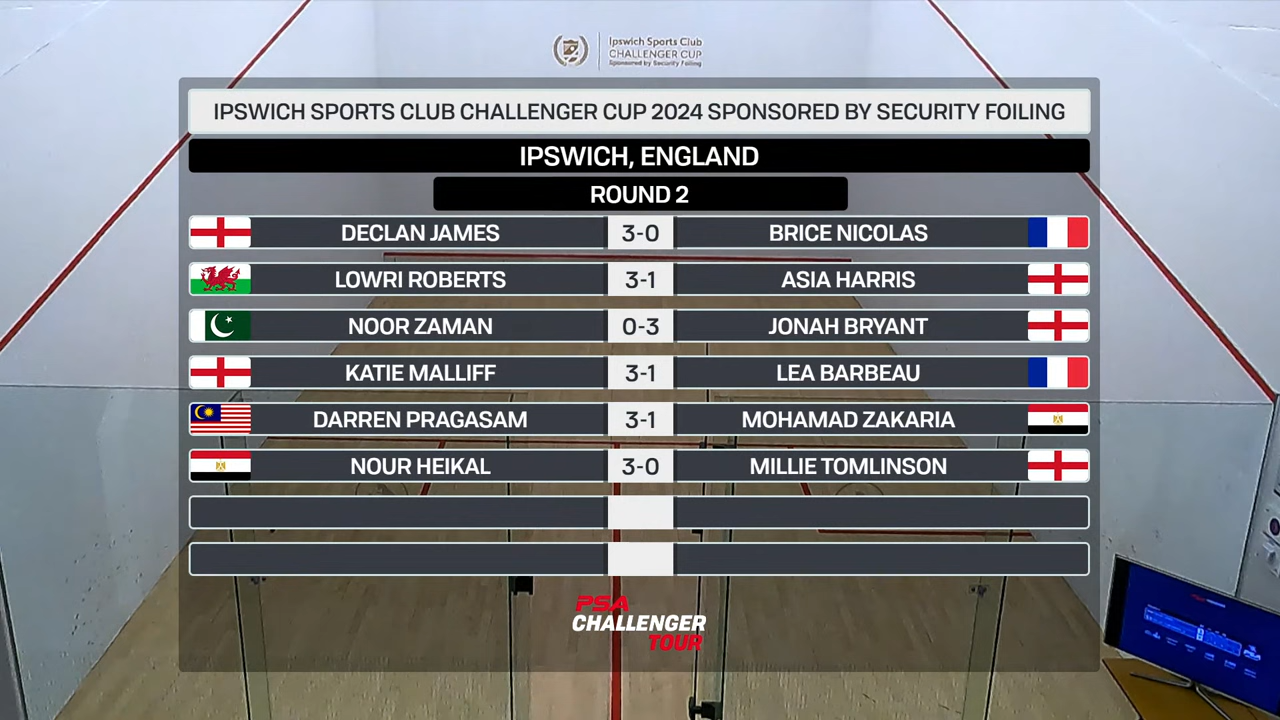 Ipswich Sports Club
CHALLENGER CUP
Sponsored by Security Foiling
IPSWICH SPORTS CLUB CHALLENGER CUP 2024 SPONSORED BY SECURITY FOILING
IPSWICH, ENGLAND
ROUND 2
DECLAN JAMES 3-0 BRICE NICOLAS
LOWRI ROBERTS 3-1 ASIA HARRIS
NOOR ZAMAN 0-3 JONAH BRYANT
KATIE MALLIFF 3-1 LEA BARBEAU
DARREN PRAGASAM 3-1 MOHAMAD ZAKARIA
NOUR HEIKAL 3-0 MILLIE TOMLINSON
PSA
CHALLENGER
TOUR